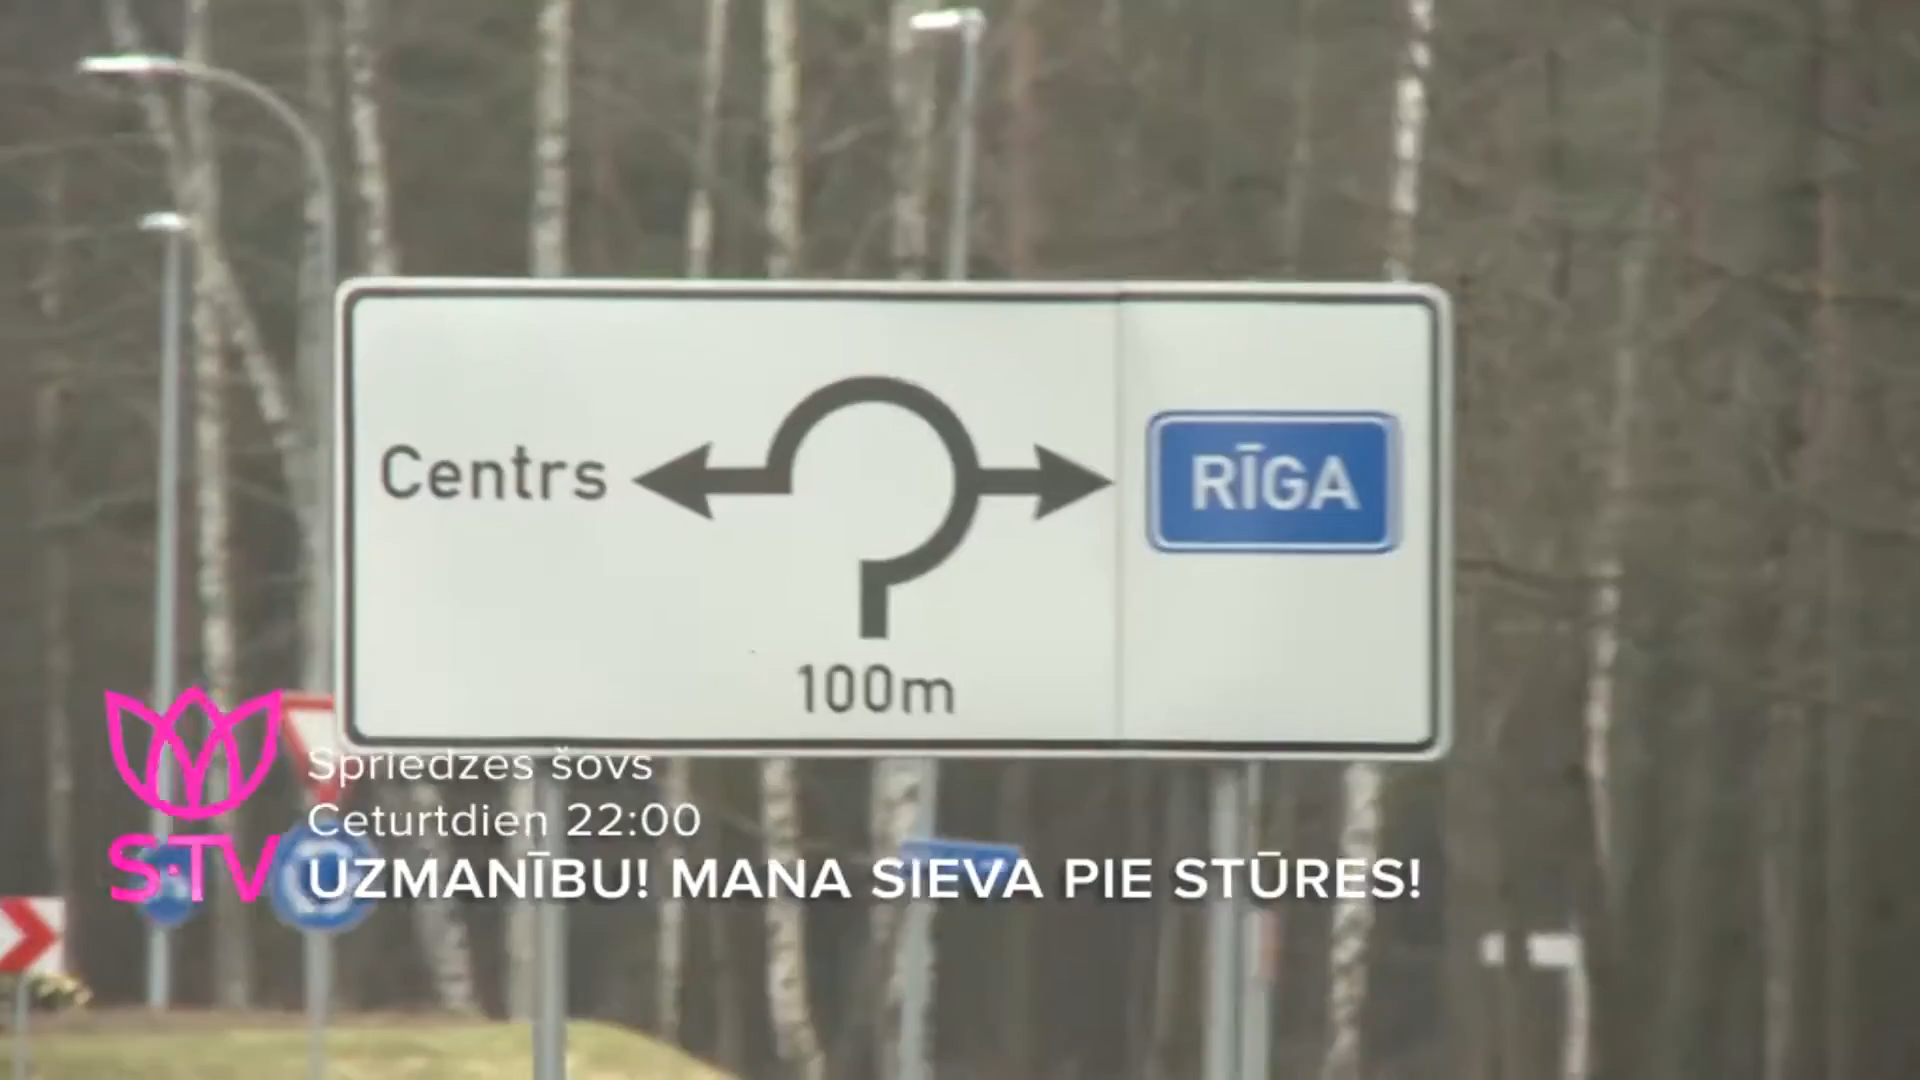 Centrs
RĪGA
100m
Spriedzes šovs
Ceturtdien 22:00
S·TV
UZMANĪBU! MANA SIEVA PIE STŪRES!